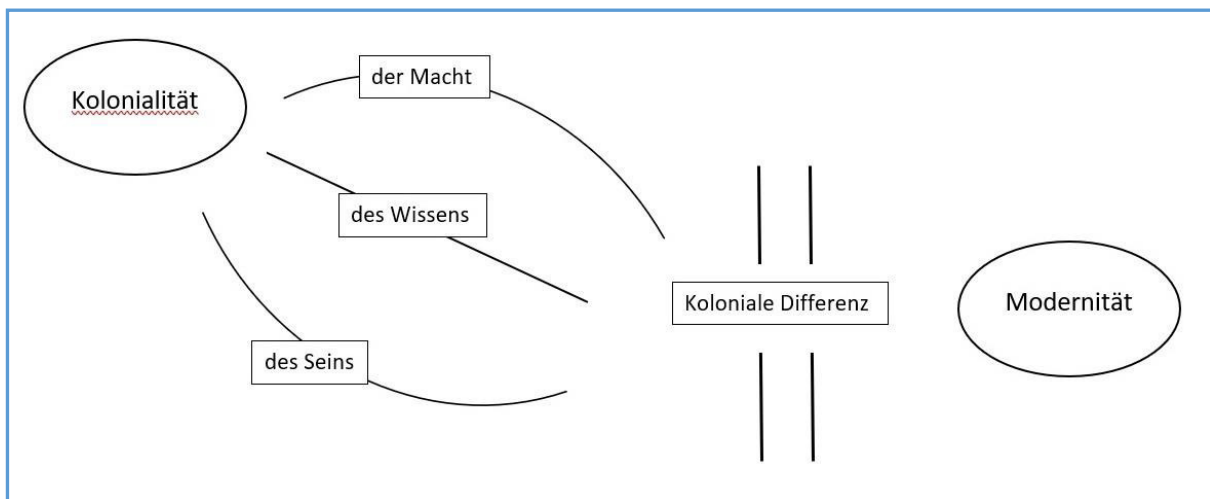 Kolonialität
der Macht
des Wissens
des Seins
Koloniale Differenz
Modernität